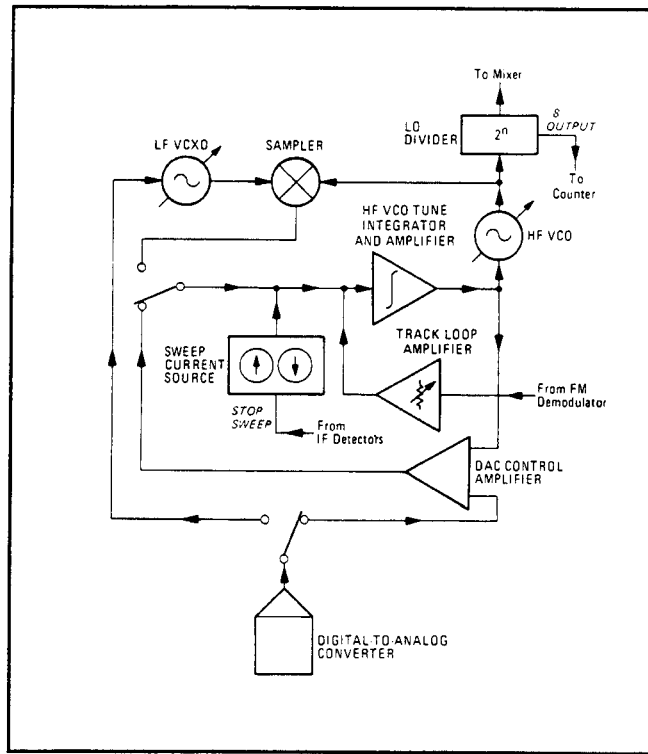 To Mixer
LO
DIVIDER
2ⁿ
8
OUTPUT
To
Counter
LF VCXO
SAMPLER
HF VCO TUNE
INTEGRATOR
AND AMPLIFIER
HF VCO
∫
SWEEP
CURRENT
SOURCE
TRACK LOOP
AMPLIFIER
STOP
SWEEP
From
IF Detectors
From FM
Demodulator
DAC CONTROL
AMPLIFIER
DIGITAL-TO-ANALOG
CONVERTER